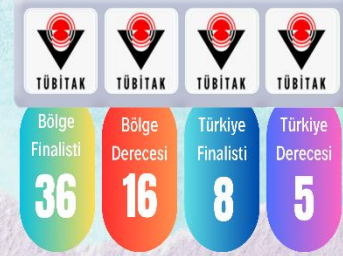 TÜBİTAK TÜBİTAK TÜBİTAK TÜBİTAK
Bölge Finalisti
36
Bölge Derecesi
16
Türkiye Finalisti
8
Türkiye Derecesi
5